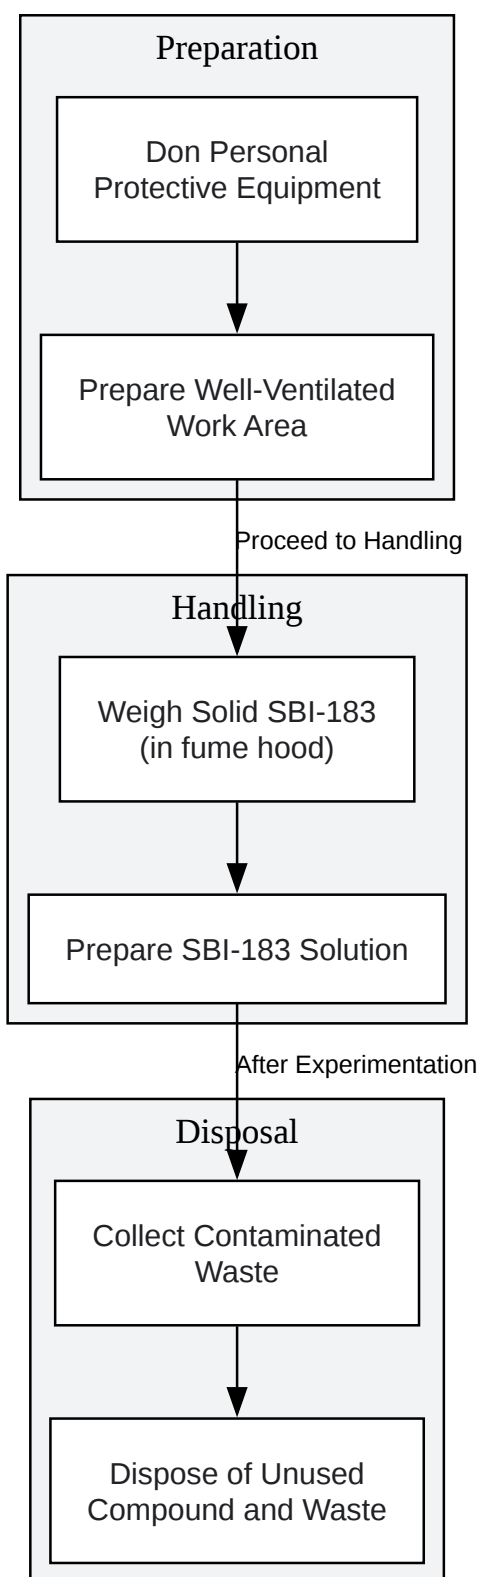 Preparation
Don Personal
Protective Equipment
Prepare Well-Ventilated
Work Area
Proceed to Handling
Handling
Weigh Solid SBI-183
(in fume hood)
Prepare SBI-183 Solution
After Experimentation
Disposal
Collect Contaminated
Waste
Dispose of Unused
Compound and Waste